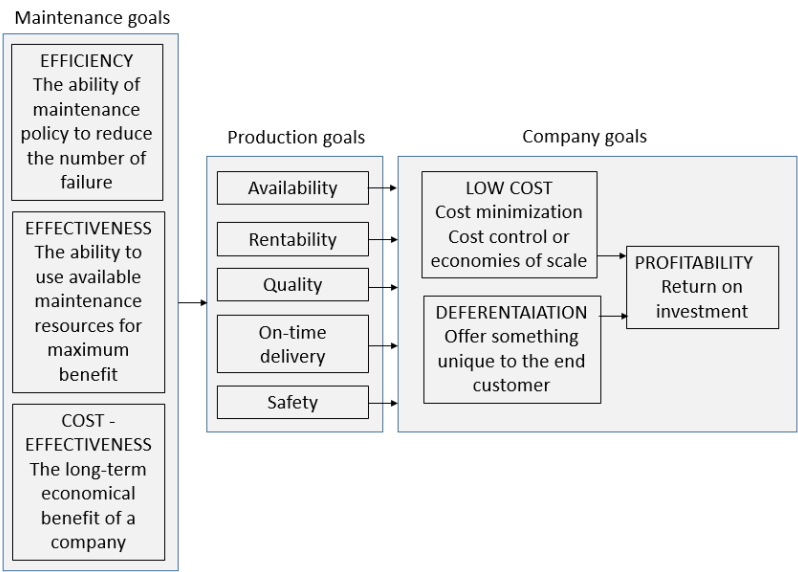 Maintenance goals
EFFICIENCY
The ability of
maintenance
policy to reduce
the number of
failure
EFFECTIVENESS
The ability to
use available
maintenance
resources for
maximum
benefit
COST -
EFFECTIVENESS
The long-term
economical
benefit of a
company
Production goals
Availability
Rentability
Quality
On-time
delivery
Safety
Company goals
LOW COST
Cost minimization
Cost control or
economies of scale
DEFERENTAIATION
Offer something
unique to the end
customer
PROFITABILITY
Return on
investment